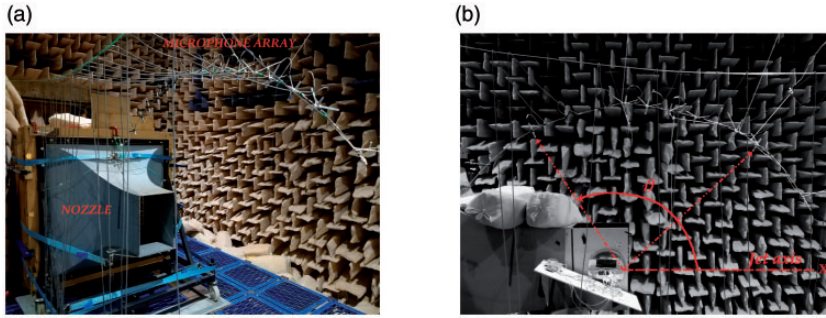 (a)
(b)
MICROPHONE ARRAY
NOZZLE
θ
Jet axis
X